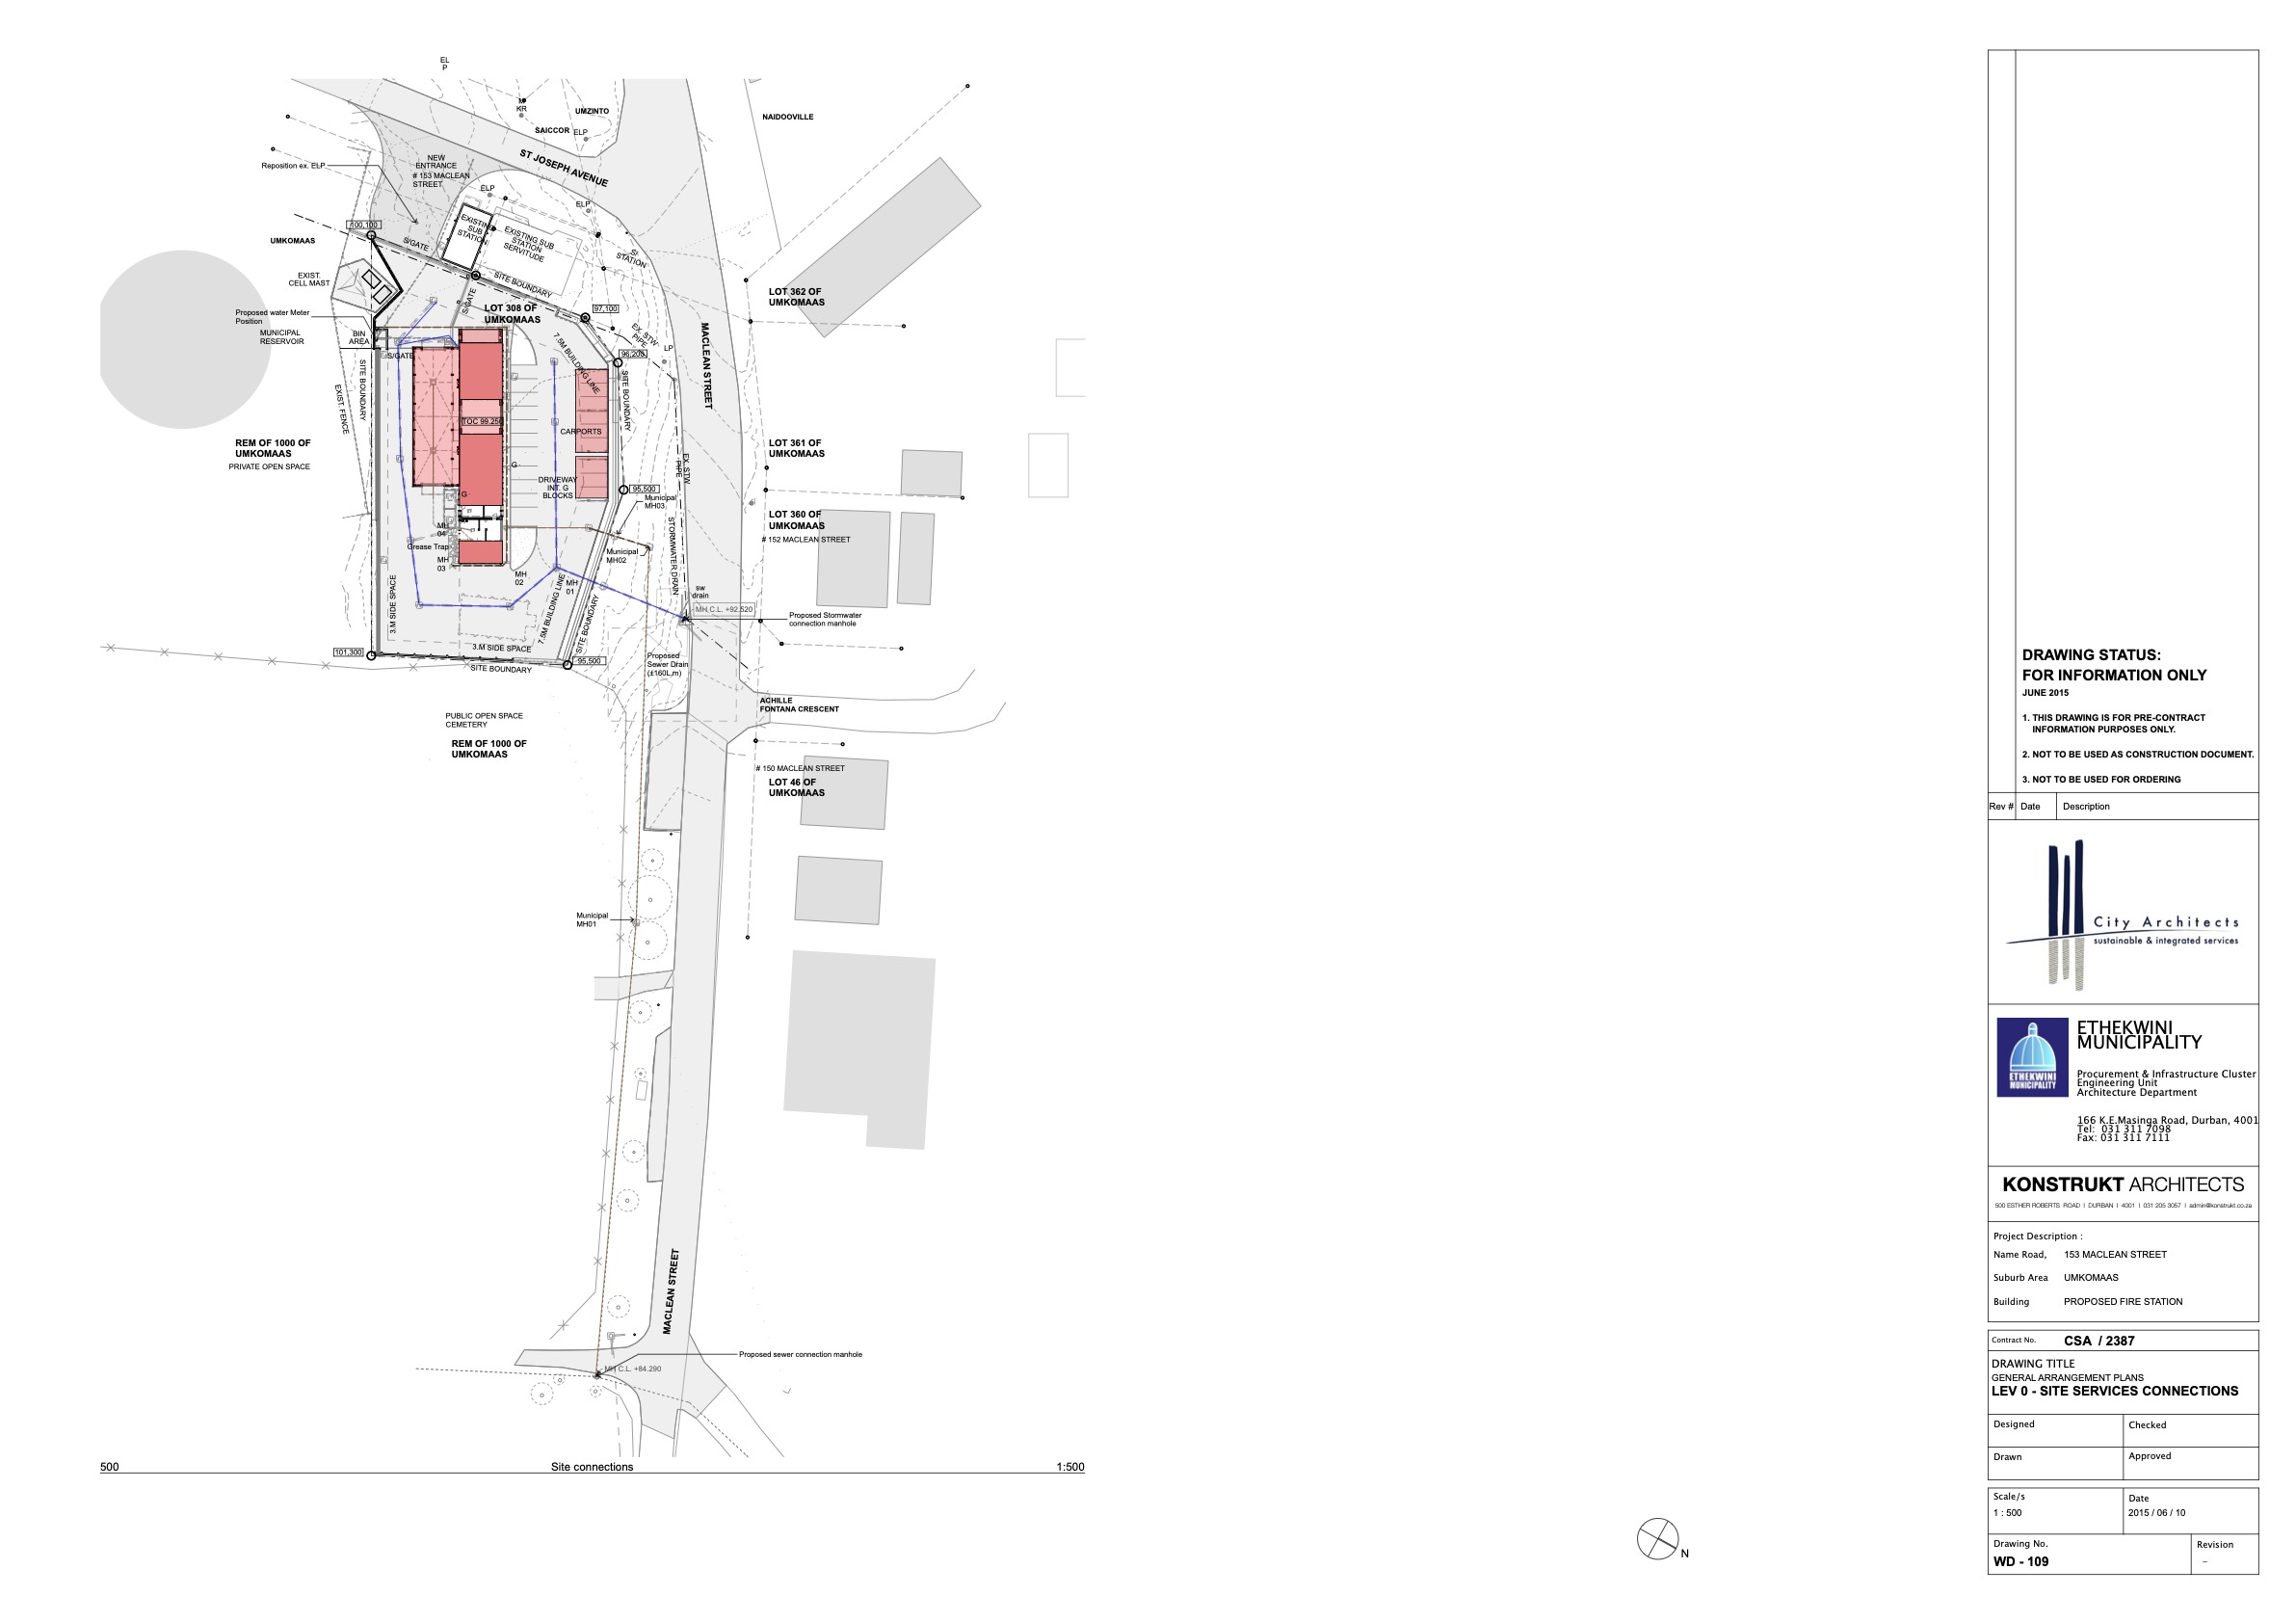 EL
P
KR
UMZINTO
SAICCOR
ELP
NAIDOOVILLE
ST JOSEPH AVENUE
NEW
ENTRANCE
# 153 MACLEAN
STREET
Reposition ex. ELP
ELP
ELP
100,100
UMKOMAAS
S/GATE
EXISTING
SUB
STATION
EXISTING SUB
STATION
SERVITUDE
STATION
EXIST.
CELL MAST
SITE BOUNDARY
S/GATE
LOT 308 OF
UMKOMAAS
97,100
LOT 362 OF
UMKOMAAS
Proposed water Meter
Position
MUNICIPAL
RESERVOIR
BIN
AREA
S/GATE
EX. STW
PIPE
LP
96,205
7.5M BUILDING LINE
MACLEAN STREET
SITE BOUNDARY
EXIST. FENCE
SITE BOUNDARY
TOC 99.250
CARPORTS
REM OF 1000 OF
UMKOMAAS
PRIVATE OPEN SPACE
LOT 361 OF
UMKOMAAS
EX. STW
PIPE
G
DRIVEWAY
INT. G
BLOCKS
G
95,500
Municipal
MH03
LOT 360 OF
UMKOMAAS
# 152 MACLEAN STREET
STORMWATER DRAIN
MH
04
Grease Trap
MH
03
Municipal
MH02
MH
02
MH
01
sw
drain
MH C.L. +92.520
Proposed Stormwater
connection manhole
3.M SIDE SPACE
7.5M BUILDING LINE
SITE BOUNDARY
101,300
3.M SIDE SPACE
SITE BOUNDARY
95,500
Proposed
Sewer Drain
(±160L.m)
ACHILLE
FONTANA CRESCENT
PUBLIC OPEN SPACE
CEMETERY
REM OF 1000 OF
UMKOMAAS
# 150 MACLEAN STREET
LOT 46 OF
UMKOMAAS
Municipal
MH01
MACLEAN STREET
Proposed sewer connection manhole
MH C.L. +84.290
500
Site connections
1:500
N
DRAWING STATUS:
FOR INFORMATION ONLY
JUNE 2015
1. THIS DRAWING IS FOR PRE-CONTRACT
INFORMATION PURPOSES ONLY.
2. NOT TO BE USED AS CONSTRUCTION DOCUMENT.
3. NOT TO BE USED FOR ORDERING
Rev # Date Description
City Architects
sustainable & integrated services
ETHEKWINI
MUNICIPALITY
ETHEKWINI
MUNICIPALITY
Procurement & Infrastructure Cluster
Engineering Unit
Architecture Department
166 K.E.Masinga Road, Durban, 4001
Tel: 031 311 7098
Fax: 031 311 7111
KONSTRUKT ARCHITECTS
500 ESTHER ROBERTS ROAD I DURBAN I 4001 I 031 205 3057 I admin@konstrukt.co.za
Project Description :
Name Road, 153 MACLEAN STREET
Suburb Area UMKOMAAS
Building PROPOSED FIRE STATION
Contract No. CSA / 2387
DRAWING TITLE
GENERAL ARRANGEMENT PLANS
LEV 0 - SITE SERVICES CONNECTIONS
Designed Checked
Drawn Approved
Scale/s Date
1 : 500 2015 / 06 / 10
Drawing No. Revision
WD - 109 –